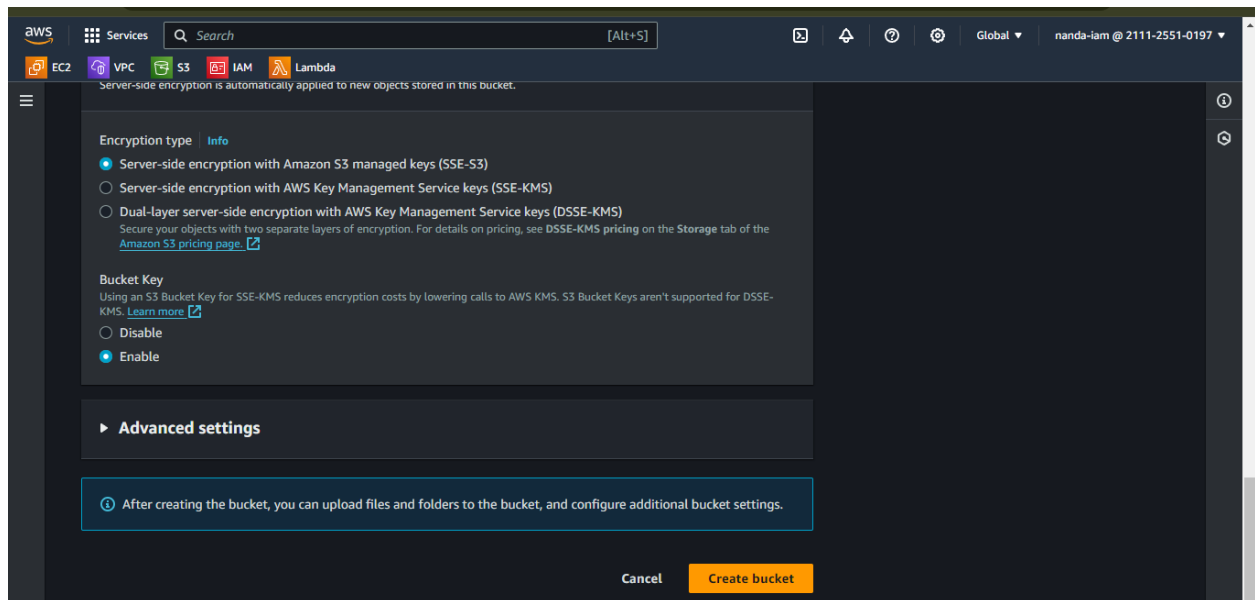 aws
Services
Search
[Alt+S]
Global
nanda-iam @ 2111-2551-0197
EC2
VPC
S3
IAM
Lambda
Server-side encryption is automatically applied to new objects stored in this bucket.
Encryption type
Info
Server-side encryption with Amazon S3 managed keys (SSE-S3)
Server-side encryption with AWS Key Management Service keys (SSE-KMS)
Dual-layer server-side encryption with AWS Key Management Service keys (DSSE-KMS)
Secure your objects with two separate layers of encryption. For details on pricing, see DSSE-KMS pricing on the Storage tab of the
Amazon S3 pricing page.
Bucket Key
Using an S3 Bucket Key for SSE-KMS reduces encryption costs by lowering calls to AWS KMS. S3 Bucket Keys aren't supported for DSSE-
KMS. Learn more
Disable
Enable
Advanced settings
After creating the bucket, you can upload files and folders to the bucket, and configure additional bucket settings.
Cancel
Create bucket